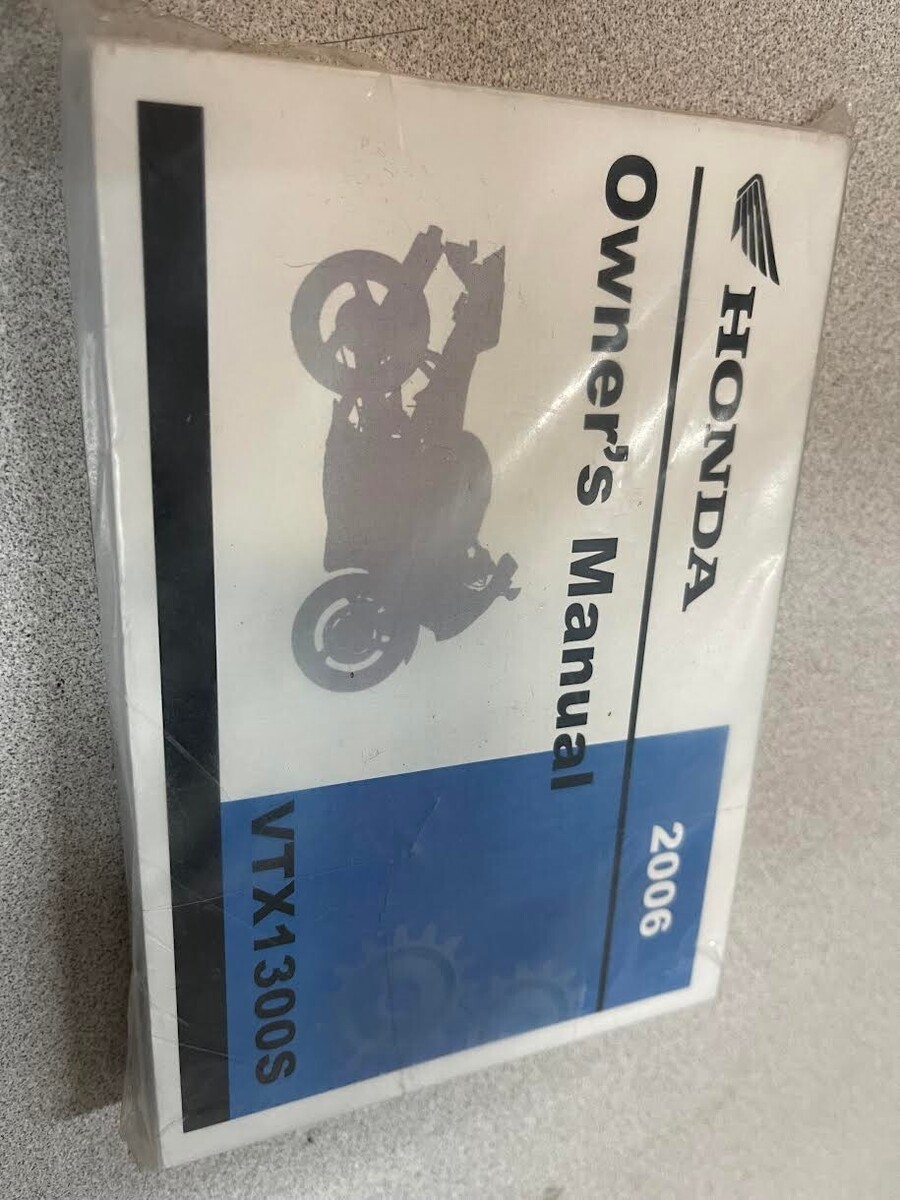 HONDA
2006
Owner's Manual
VTX1300S